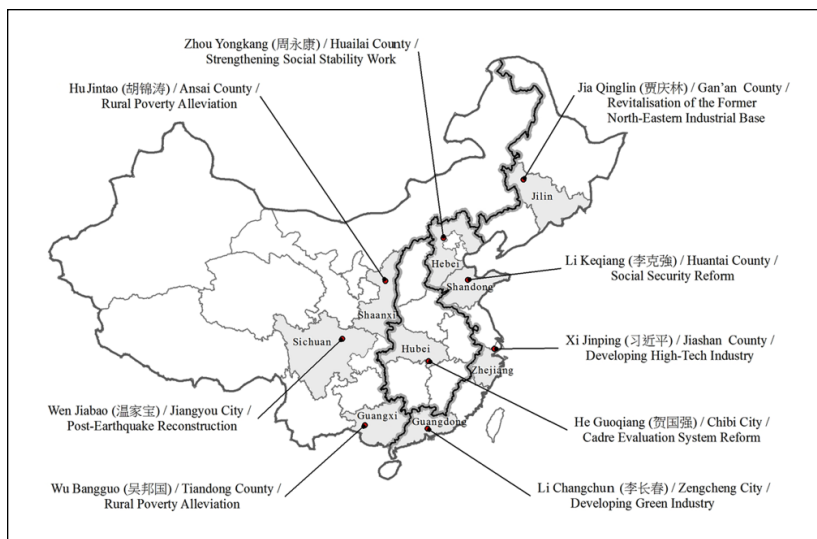 Zhou Yongkang (周永康) / Huailai County/
Strengthening Social Stability Work
HuJintao (胡锦涛) / Ansai County /
Rural Poverty Alleviation
Jia Qinglin (贾庆林) / Gan'an County /
Revitalisation of the Former
North-Eastern Industrial Base
Jilin
Hebei
Li Keqiang (李克強) / Huantai County /
Social Security Reform
Shandong
Shaanxi
Sichuan
Hubei
Xi Jinping (习近平) / Jiashan County /
Developing High-Tech Industry
Zhejiang
Wen Jiabao (温家宝) / Jiangyou City /
Post-Earthquake Reconstruction
Guangxi
Guangdong
He Guoqiang (贺国强) / Chibi City /
Cadre Evaluation System Reform
Wu Bangguo (吴邦国) / Tiandong County /
Rural Poverty Alleviation
Li Changchun (李长春) / Zengcheng City /
Developing Green Industry